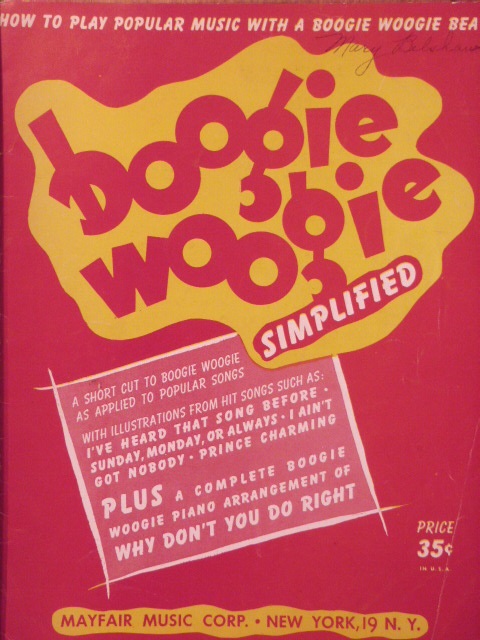 HOW TO PLAY POPULAR MUSIC WITH A BOOGIE WOOGIE BEA
Mary Belshaw
boogie
woogie
SIMPLIFIED
A SHORT CUT TO BOOGIE WOOGIE
AS APPLIED TO POPULAR SONGS
WITH ILLUSTRATIONS FROM HIT SONGS SUCH AS:
I'VE HEARD THAT SONG BEFORE •
SUNDAY, MONDAY, OR ALWAYS • I AIN'T
GOT NOBODY • PRINCE CHARMING
PLUS A COMPLETE BOOGIE
WOOGIE PIANO ARRANGEMENT OF
WHY DON'T YOU DO RIGHT
PRICE
35¢
IN U.S.A.
MAYFAIR MUSIC CORP. • NEW YORK, 19 N. Y.